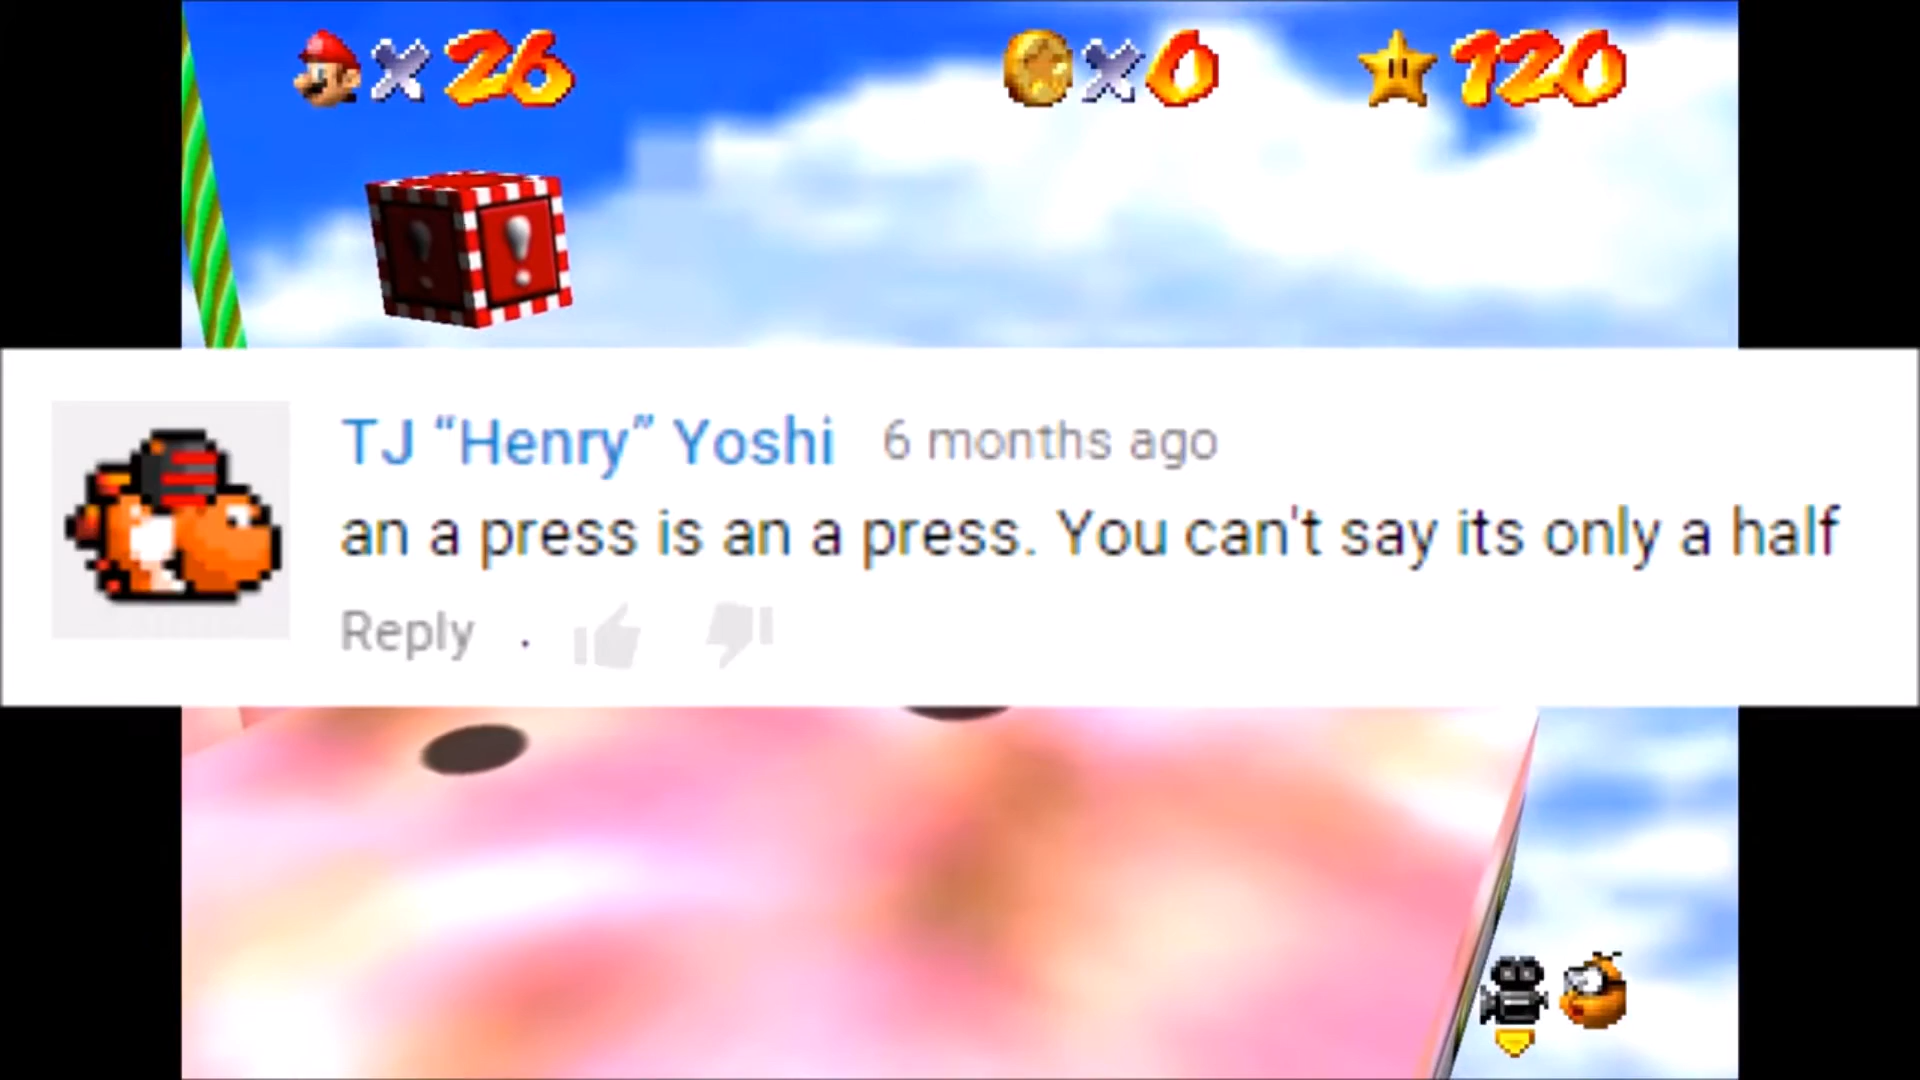 × 26 × 0 120
! !
TJ “Henry” Yoshi 6 months ago
an a press is an a press. You can't say its only a half
Reply .